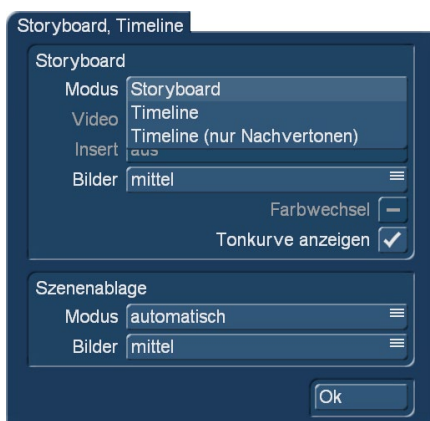 Storyboard, Timeline
Storyboard
Modus Storyboard
Video Timeline
Timeline (nur Nachvertonen)
Insert aus
Bilder mittel
Farbwechsel
Tonkurve anzeigen
Szenenablage
Modus automatisch
Bilder mittel
Ok